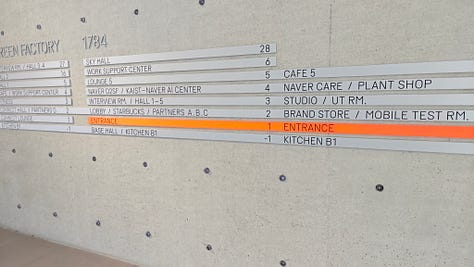 REEN FACTORY 1784
SKY HALL 28
WORK SUPPORT CENTER 6
LOUNGE 5 5 CAFE 5
NAVER D2SF / KAIST-NAVER AI CENTER 4 NAVER CARE / PLANT SHOP
INTERVIEW RM. / HALL 1-5 3 STUDIO / UT RM.
LOBBY / STARBUCKS / PARTNERS A, B, C 2 BRAND STORE / MOBILE TEST RM.
ENTRANCE 1 ENTRANCE
BASE HALL / KITCHEN B1 -1 KITCHEN B1